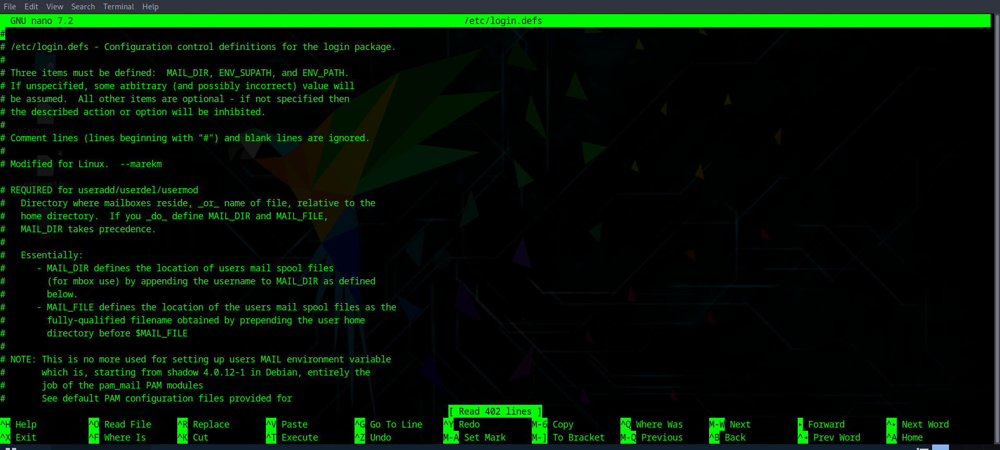 File Edit View Search Terminal Help
GNU nano 7.2 /etc/login.defs
#
# /etc/login.defs - Configuration control definitions for the login package.
#
# Three items must be defined:  MAIL_DIR, ENV_SUPATH, and ENV_PATH.
# If unspecified, some arbitrary (and possibly incorrect) value will
# be assumed.  All other items are optional - if not specified then
# the described action or option will be inhibited.
#
# Comment lines (lines beginning with "#") and blank lines are ignored.
#
# Modified for Linux.  --marekm
# REQUIRED for useradd/userdel/usermod
#   Directory where mailboxes reside, _or_ name of file, relative to the
#   home directory.  If you _do_ define MAIL_DIR and MAIL_FILE,
#   MAIL_DIR takes precedence.
#
#   Essentially:
#      - MAIL_DIR defines the location of users mail spool files
#        (for mbox use) by appending the username to MAIL_DIR as defined
#        below.
#      - MAIL_FILE defines the location of the users mail spool files as the
#        fully-qualified filename obtained by prepending the user home
#        directory before $MAIL_FILE
#
# NOTE: This is no more used for setting up users MAIL environment variable
#       which is, starting from shadow 4.0.12-1 in Debian, entirely the
#       job of the pam_mail PAM modules
#       See default PAM configuration files provided for
[ Read 402 lines ]
^H Help ^O Read File ^R Replace ^V Paste ^G Go To Line ^Y Redo M-6 Copy ^Q Where Was M-W Next ▸ Forward ^▸ Next Word
^X Exit ^F Where Is ^K Cut ^T Execute ^Z Undo M-A Set Mark M-] To Bracket M-Q Previous ^B Back ^◂ Prev Word ^A Home
README.license
Trash